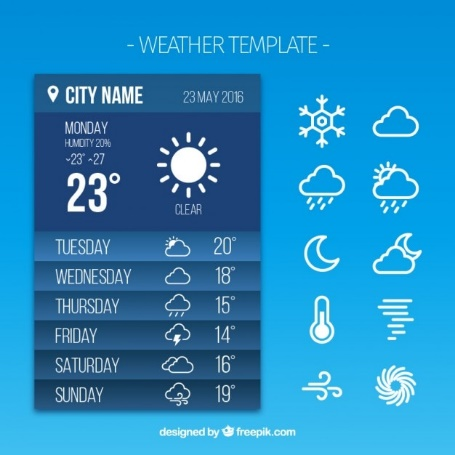 - WEATHER TEMPLATE -
CITY NAME 23 MAY 2016
MONDAY
HUMIDITY 20%
23° 27
23°
CLEAR
TUESDAY 20°
WEDNESDAY 18°
THURSDAY 15°
FRIDAY 14°
SATURDAY 16°
SUNDAY 19°
designed by freepik.com